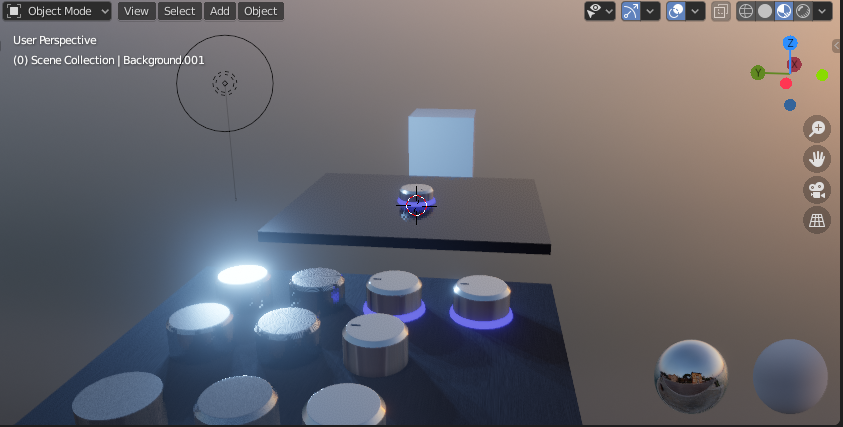 Object Mode View Select Add Object
User Perspective
(0) Scene Collection | Background.001
Z
Y
X